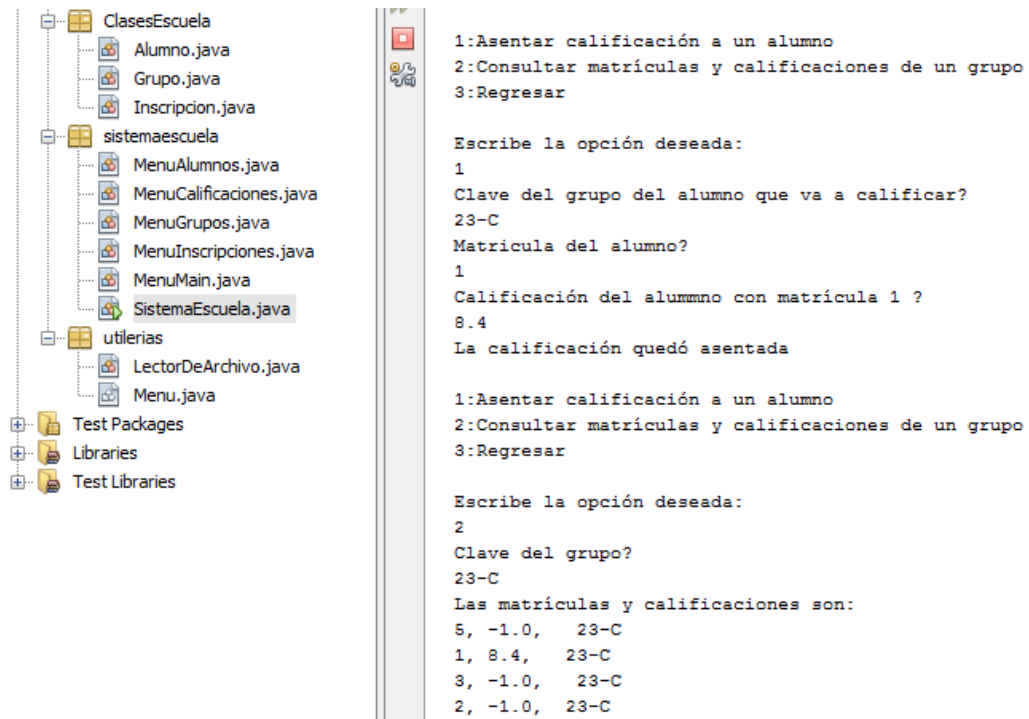 ClasesEscuela
Alumno.java
Grupo.java
Inscripcion.java
sistemaescuela
MenuAlumnos.java
MenuCalificaciones.java
MenuGrupos.java
MenuInscripciones.java
MenuMain.java
SistemaEscuela.java
utilerias
LectorDeArchivo.java
Menu.java
Test Packages
Libraries
Test Libraries
1:Asentar calificación a un alumno
2:Consultar matrículas y calificaciones de un grupo
3:Regresar
Escribe la opción deseada:
1
Clave del grupo del alumno que va a calificar?
23-C
Matricula del alumno?
1
Calificación del alummno con matrícula 1 ?
8.4
La calificación quedó asentada
1:Asentar calificación a un alumno
2:Consultar matrículas y calificaciones de un grupo
3:Regresar
Escribe la opción deseada:
2
Clave del grupo?
23-C
Las matrículas y calificaciones son:
5, -1.0,   23-C
1, 8.4,   23-C
3, -1.0,   23-C
2, -1.0,  23-C